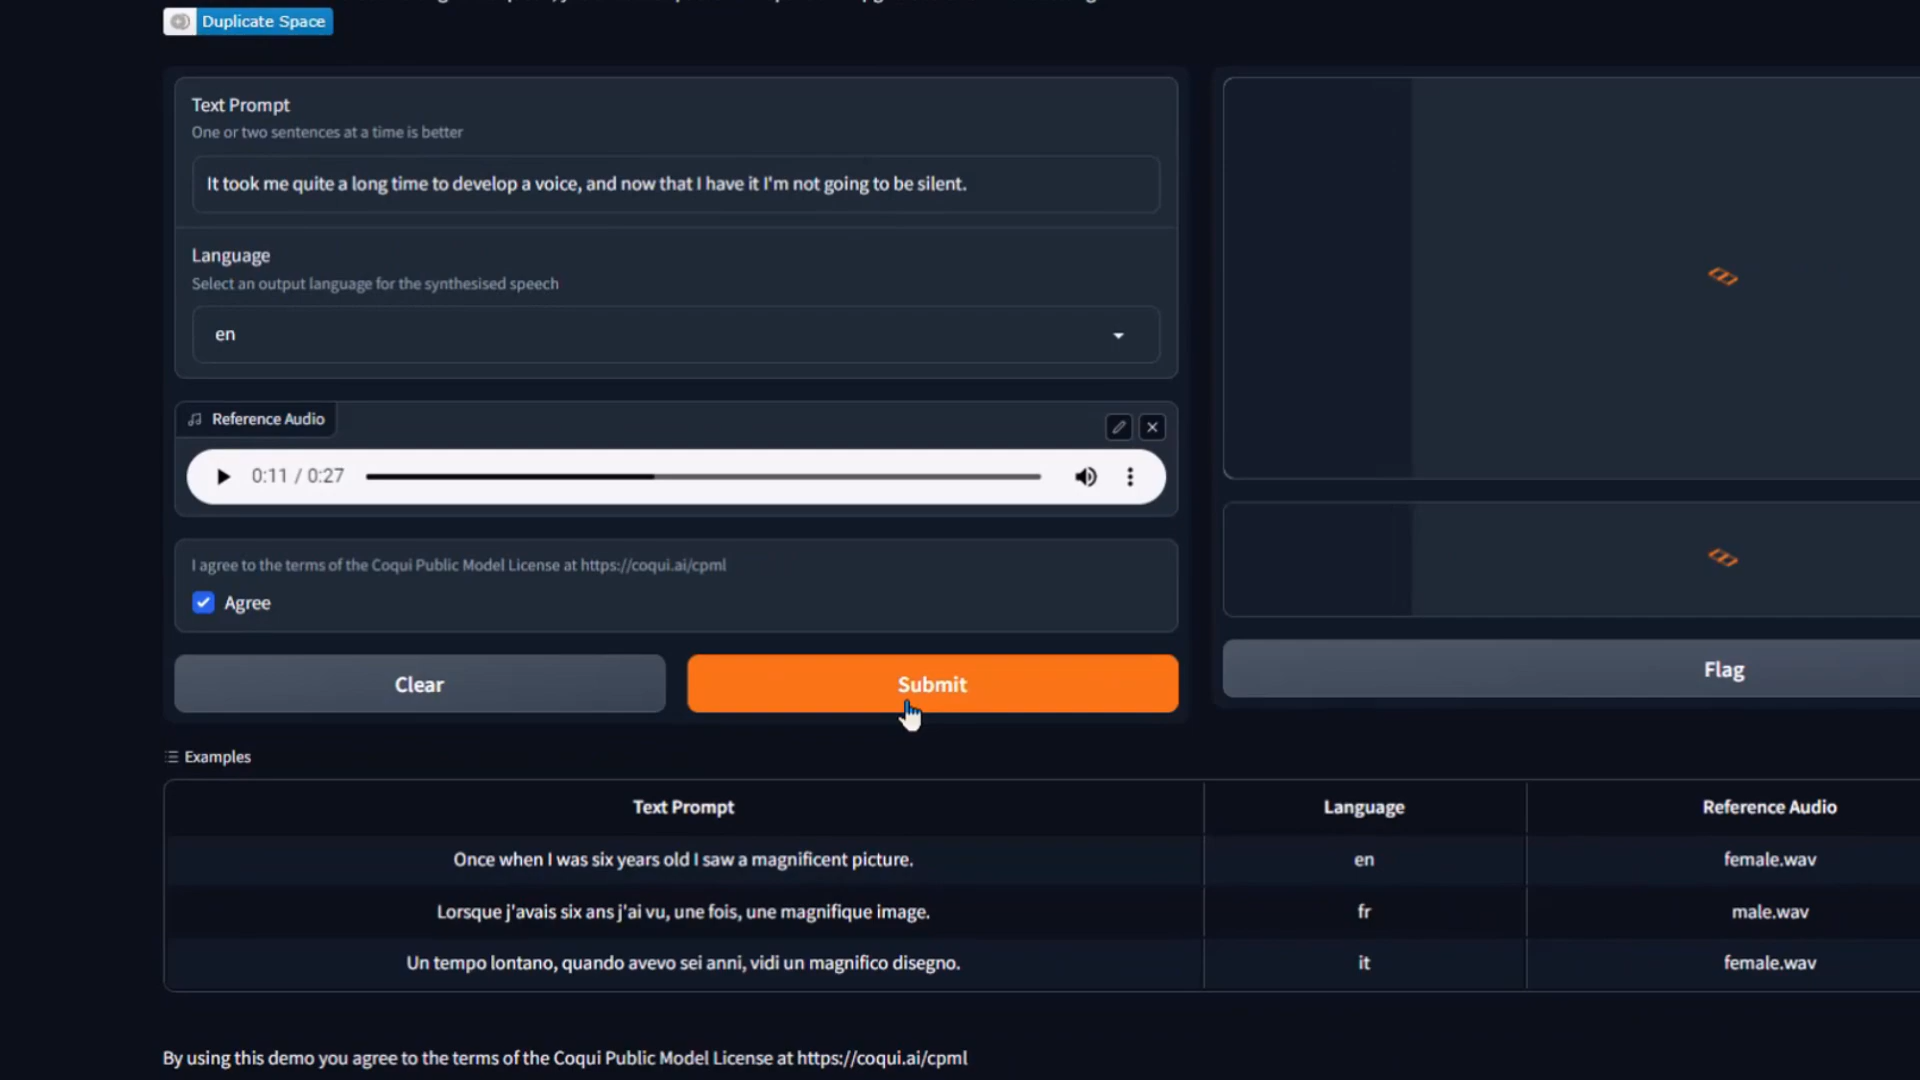 Duplicate Space
Text Prompt
One or two sentences at a time is better
It took me quite a long time to develop a voice, and now that I have it I'm not going to be silent.
Language
Select an output language for the synthesised speech
en
Reference Audio
0:11 / 0:27
I agree to the terms of the Coqui Public Model License at https://coqui.ai/cpml
Agree
Clear
Submit
Flag
Examples
Text Prompt Language Reference Audio
Once when I was six years old I saw a magnificent picture. en female.wav
Lorsque j'avais six ans j'ai vu, une fois, une magnifique image. fr male.wav
Un tempo lontano, quando avevo sei anni, vidi un magnifico disegno. it female.wav
By using this demo you agree to the terms of the Coqui Public Model License at https://coqui.ai/cpml